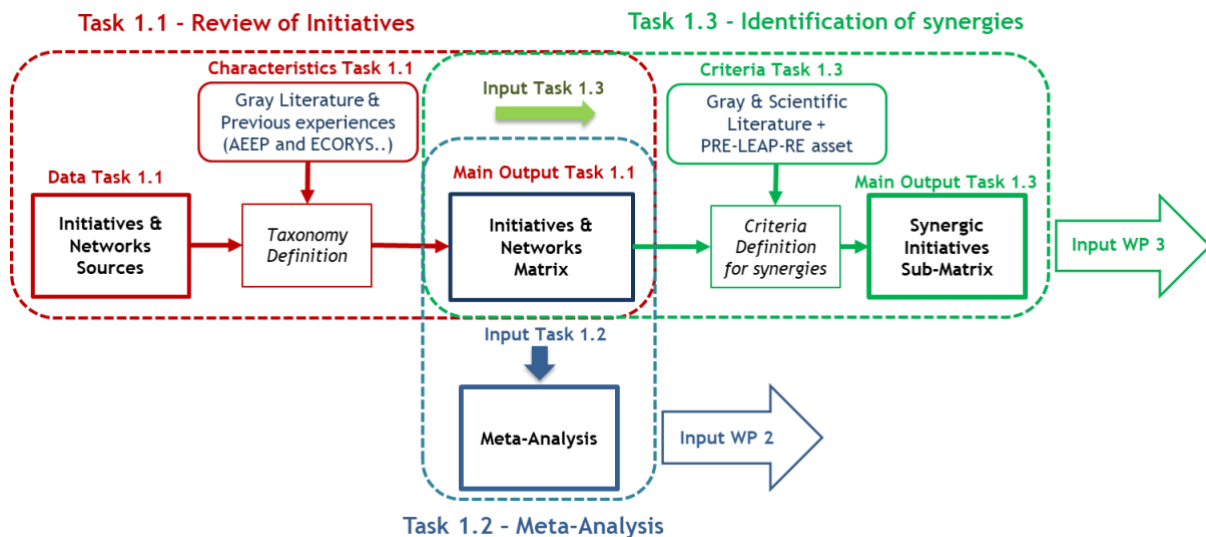 Task 1.1 - Review of Initiatives
Task 1.3 - Identification of synergies
Characteristics Task 1.1
Gray Literature &
Previous experiences
(AEEP and ECORYS..)
Input Task 1.3
Criteria Task 1.3
Gray & Scientific
Literature +
PRE-LEAP-RE asset
Data Task 1.1
Initiatives &
Networks
Sources
Taxonomy
Definition
Main Output Task 1.1
Initiatives &
Networks
Matrix
Criteria
Definition
for synergies
Main Output Task 1.3
Synergic
Initiatives
Sub-Matrix
Input WP 3
Input Task 1.2
Meta-Analysis
Input WP 2
Task 1.2 - Meta-Analysis